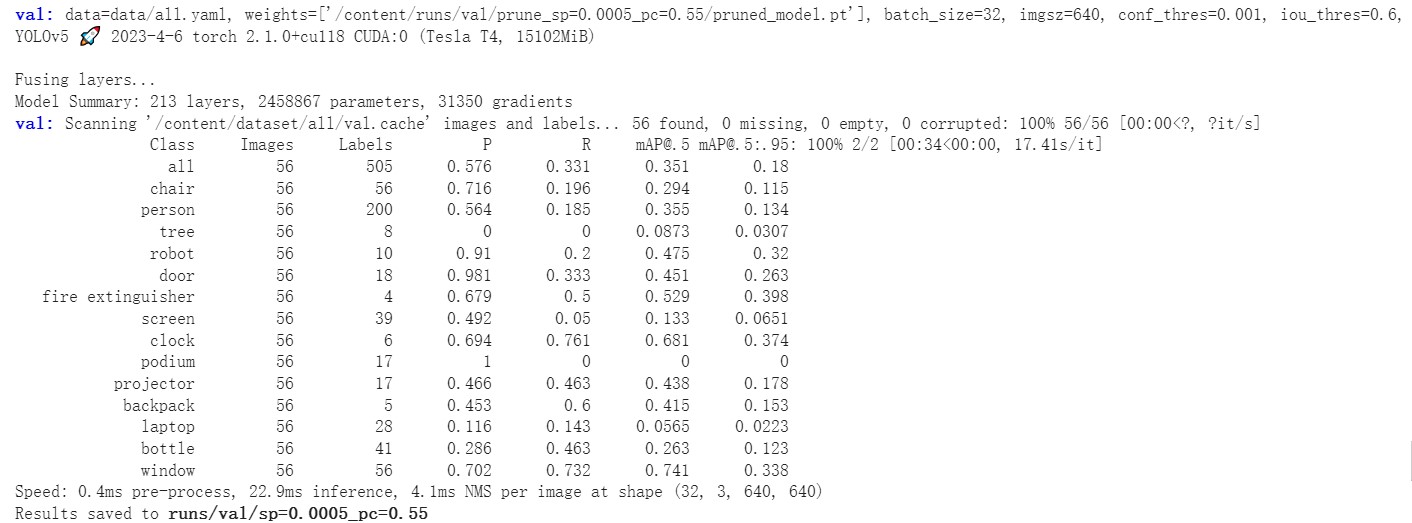 val: data=data/all.yaml, weights=['/content/runs/val/prune_sp=0.0005_pc=0.55/pruned_model.pt'], batch_size=32, imgsz=640, conf_thres=0.001, iou_thres=0.6,
YOLOv5 🚀 2023-4-6 torch 2.1.0+cu118 CUDA:0 (Tesla T4, 15102MiB)
Fusing layers...
Model Summary: 213 layers, 2458867 parameters, 31350 gradients
val: Scanning '/content/dataset/all/val.cache' images and labels... 56 found, 0 missing, 0 empty, 0 corrupted: 100% 56/56 [00:00<?, ?it/s]
Class Images Labels P R mAP@.5 mAP@.5:.95: 100% 2/2 [00:34<00:00, 17.41s/it]
all 56 505 0.576 0.331 0.351 0.18
chair 56 56 0.716 0.196 0.294 0.115
person 56 200 0.564 0.185 0.355 0.134
tree 56 8 0 0 0.0873 0.0307
robot 56 10 0.91 0.2 0.475 0.32
door 56 18 0.981 0.333 0.451 0.263
fire extinguisher 56 4 0.679 0.5 0.529 0.398
screen 56 39 0.492 0.05 0.133 0.0651
clock 56 6 0.694 0.761 0.681 0.374
podium 56 17 1 0 0 0
projector 56 17 0.466 0.463 0.438 0.178
backpack 56 5 0.453 0.6 0.415 0.153
laptop 56 28 0.116 0.143 0.0565 0.0223
bottle 56 41 0.286 0.463 0.263 0.123
window 56 56 0.702 0.732 0.741 0.338
Speed: 0.4ms pre-process, 22.9ms inference, 4.1ms NMS per image at shape (32, 3, 640, 640)
Results saved to runs/val/sp=0.0005_pc=0.55